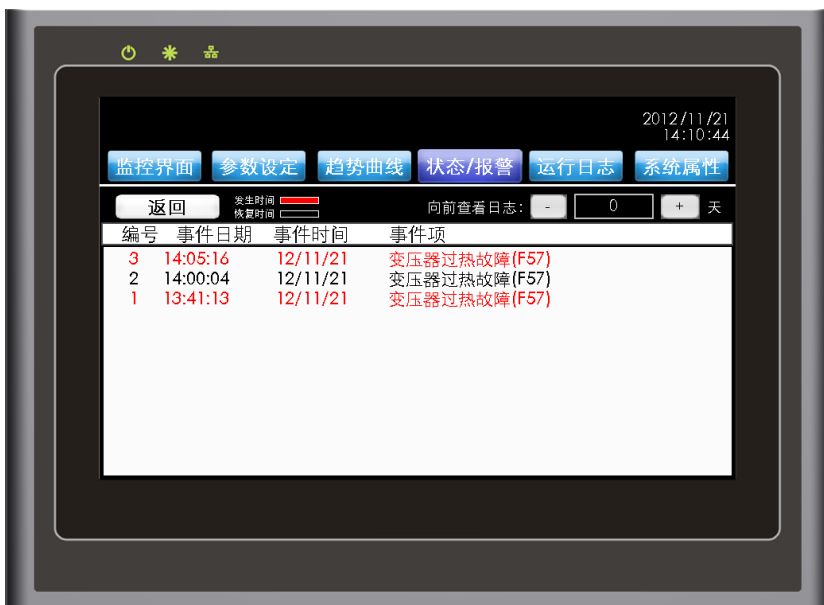 2012/11/21
14:10:44
监控界面 参数设定 趋势曲线 状态/报警 运行日志 系统属性
返回 发生时间 向前查看日志: - 0 + 天
恢复时间
编号 事件日期 事件时间 事件项
3 14:05:16 12/11/21 变压器过热故障(F57)
2 14:00:04 12/11/21 变压器过热故障(F57)
1 13:41:13 12/11/21 变压器过热故障(F57)